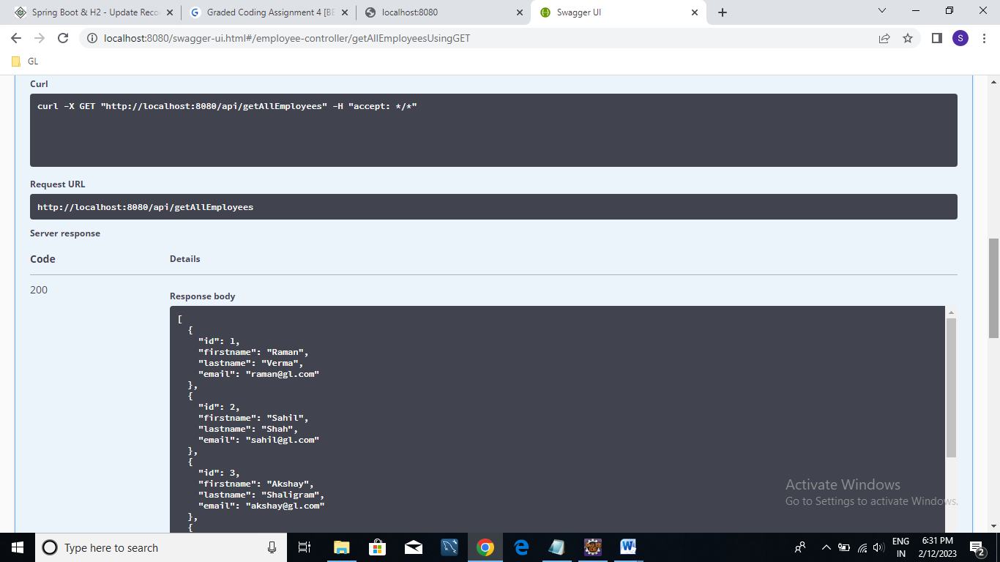 Spring Boot & H2 - Update Reco
Graded Coding Assignment 4 [BE
localhost:8080
Swagger UI
localhost:8080/swagger-ui.html#/employee-controller/getAllEmployeesUsingGET
S
GL
Curl
curl -X GET "http://localhost:8080/api/getAllEmployees" -H "accept: */*"
Request URL
http://localhost:8080/api/getAllEmployees
Server response
Code
Details
200
Response body
[
{
"id": 1,
"firstname": "Raman",
"lastname": "Verma",
"email": "raman@gl.com"
},
{
"id": 2,
"firstname": "Sahil",
"lastname": "Shah",
"email": "sahil@gl.com"
},
{
"id": 3,
"firstname": "Akshay",
"lastname": "Shaligram",
"email": "akshay@gl.com"
},
{
Activate Windows
Go to Settings to activate Windows.
Type here to search
ENG
IN
6:31 PM
2/12/2023
2